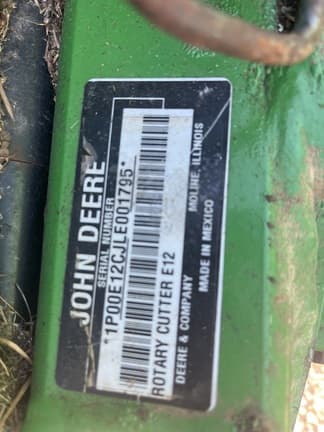 JOHN DEERE
SERIAL NUMBER
*1P00E12CJLE001795*
ROTARY CUTTER E12
DEERE & COMPANY MOLINE, ILLINOIS
MADE IN MEXICO